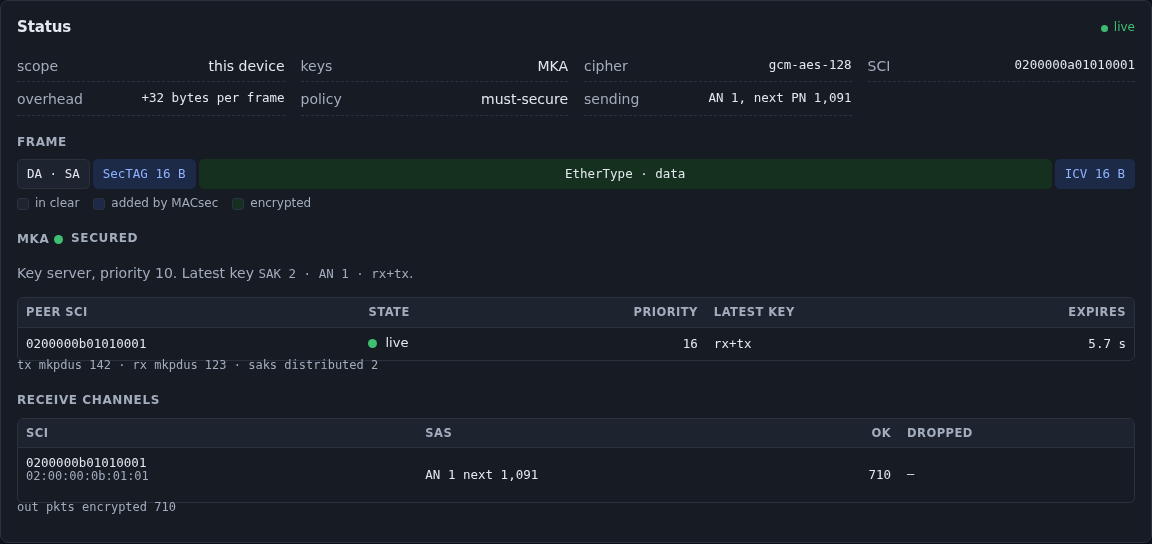 Status
live
scope this device keys MKA cipher gcm-aes-128 SCI 0200000a01010001
overhead +32 bytes per frame policy must-secure sending AN 1, next PN 1,091
FRAME
DA · SA SecTAG 16 B EtherType · data ICV 16 B
in clear added by MACsec encrypted
MKA SECURED
Key server, priority 10. Latest key SAK 2 · AN 1 · rx+tx.
PEER SCI STATE PRIORITY LATEST KEY EXPIRES
0200000b01010001 live 16 rx+tx 5.7 s
tx mkpdus 142 · rx mkpdus 123 · saks distributed 2
RECEIVE CHANNELS
SCI SAS OK DROPPED
0200000b01010001
02:00:00:0b:01:01
AN 1 next 1,091 710 —
out pkts encrypted 710